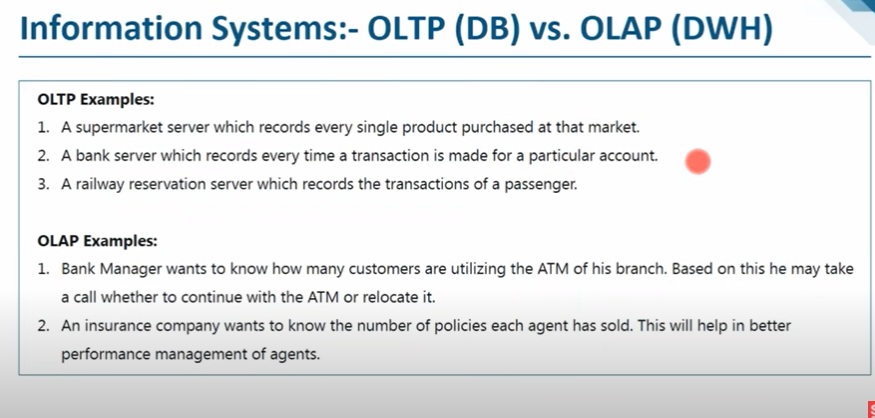 Information Systems:- OLTP (DB) vs. OLAP (DWH)
OLTP Examples:
1. A supermarket server which records every single product purchased at that market.
2. A bank server which records every time a transaction is made for a particular account.
3. A railway reservation server which records the transactions of a passenger.
OLAP Examples:
1. Bank Manager wants to know how many customers are utilizing the ATM of his branch. Based on this he may take
a call whether to continue with the ATM or relocate it.
2. An insurance company wants to know the number of policies each agent has sold. This will help in better
performance management of agents.